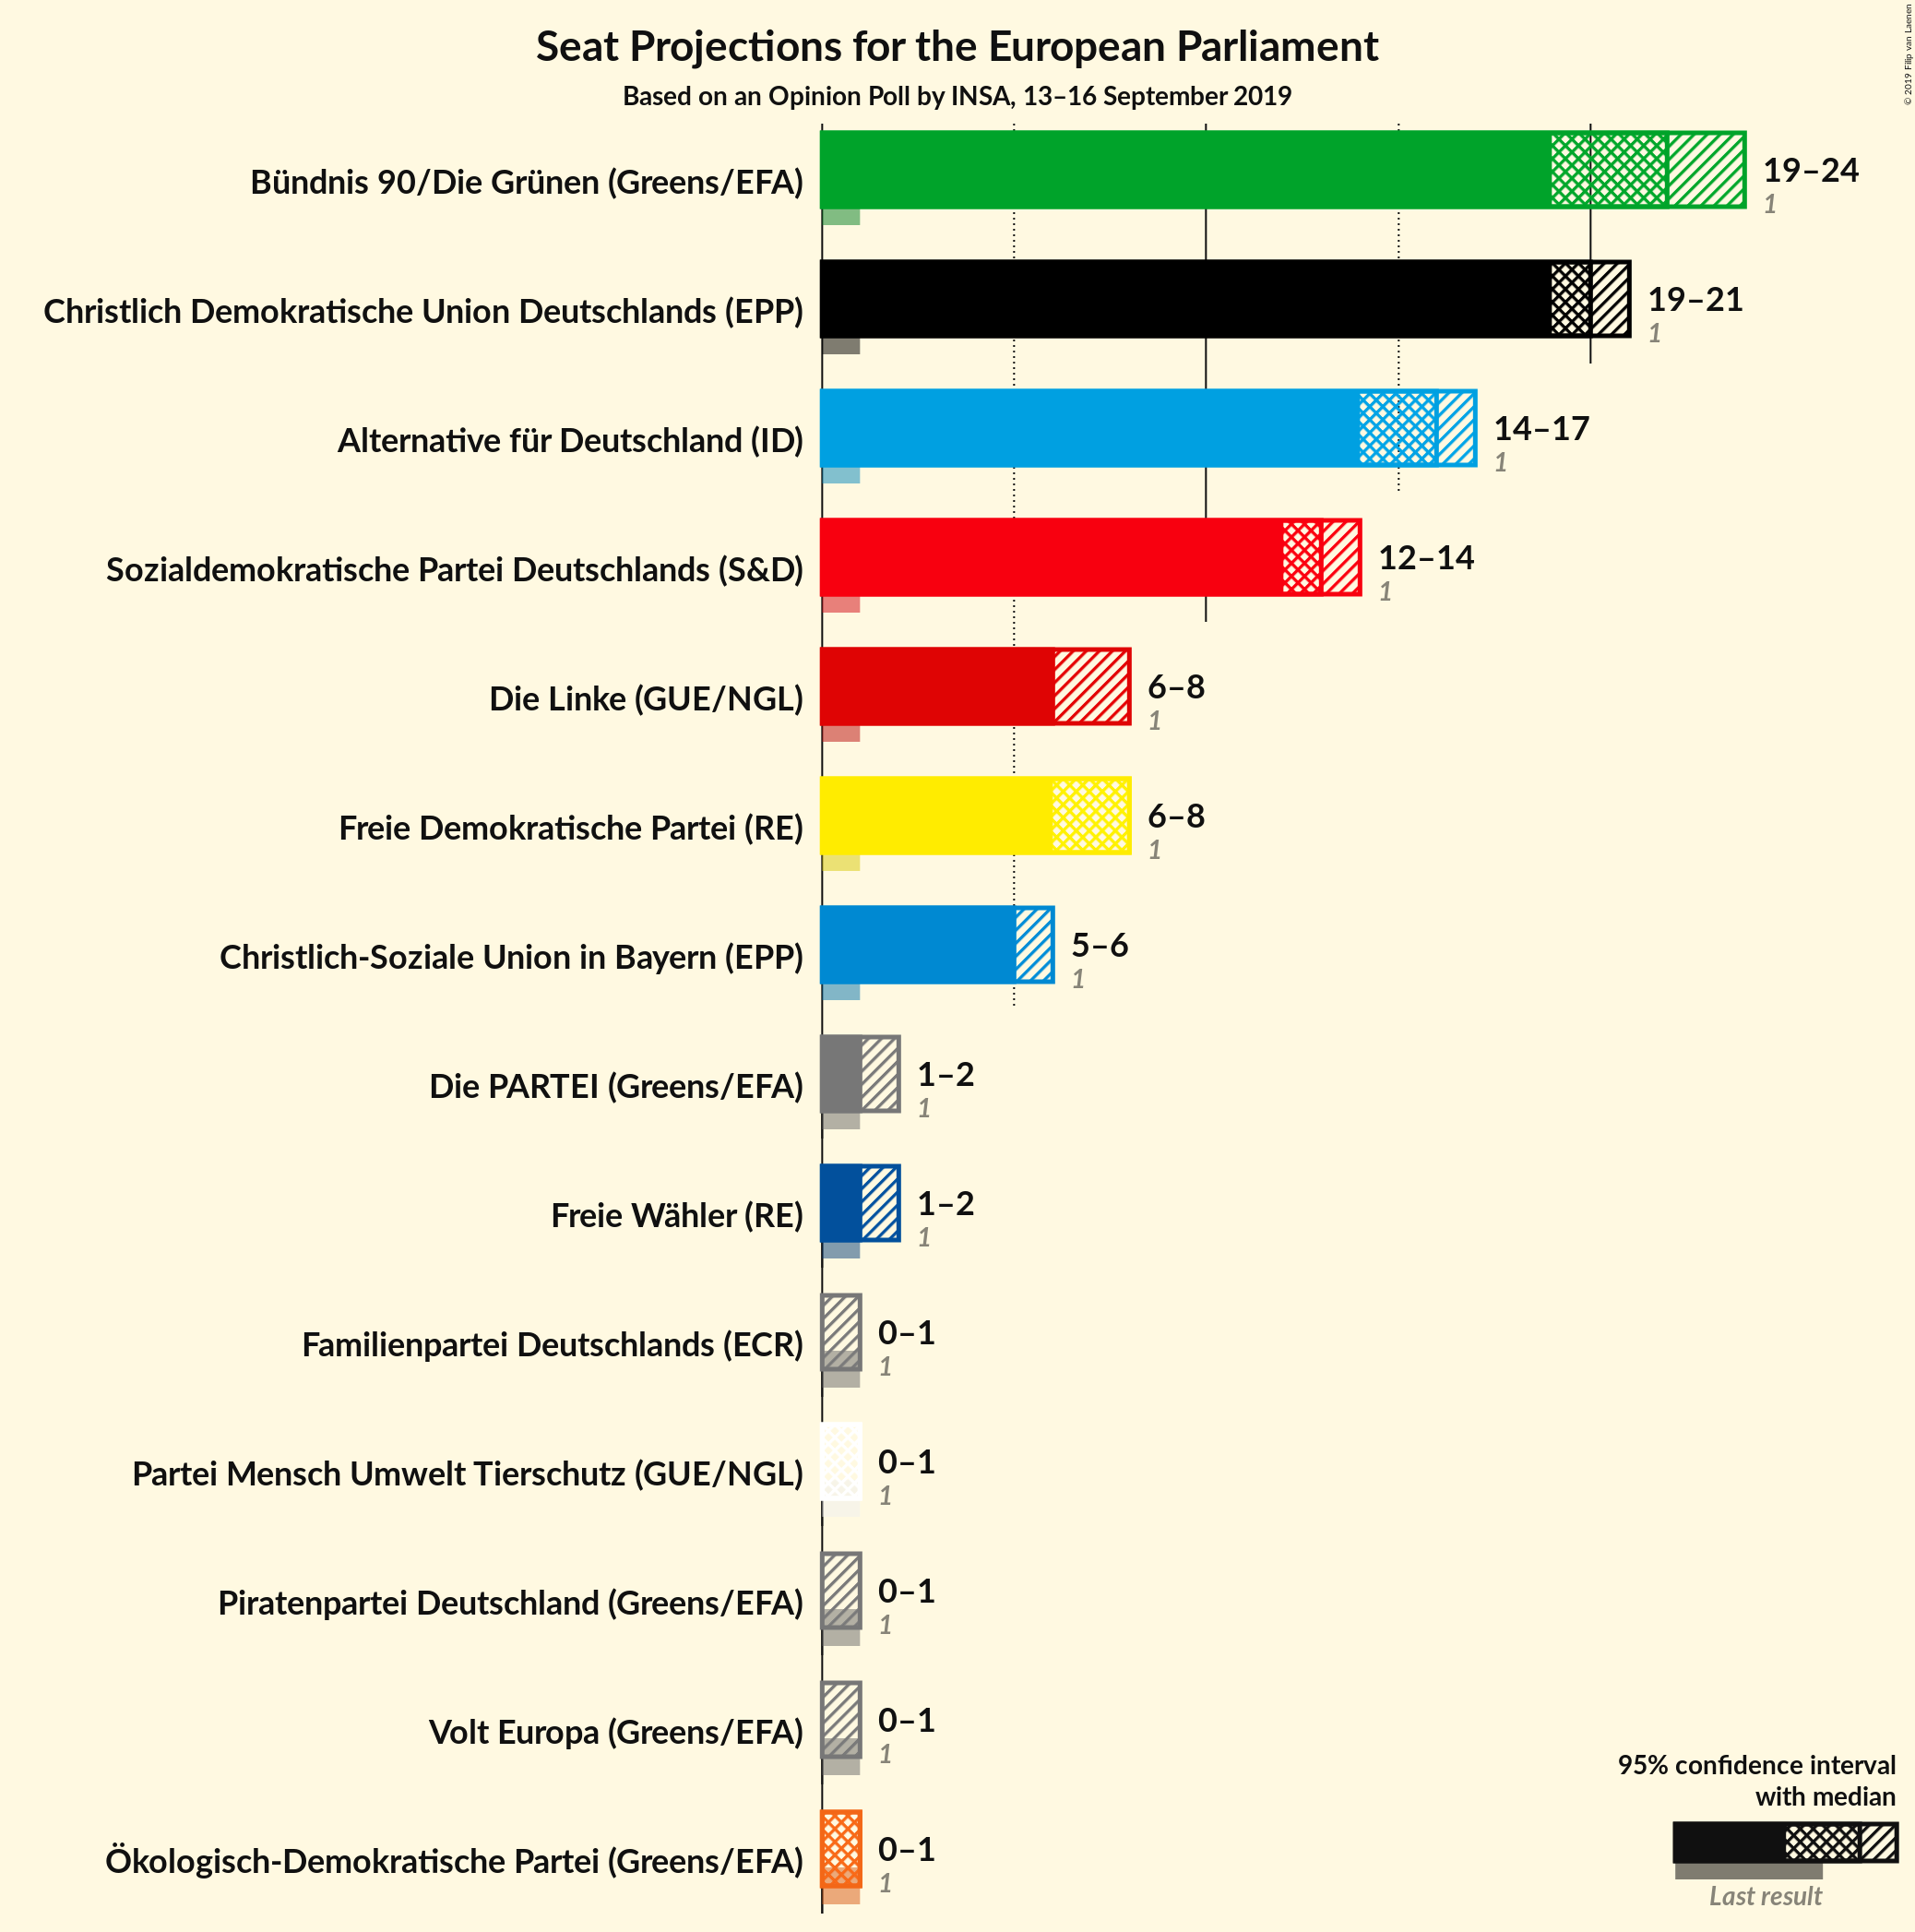 Seat Projections for the European Parliament
Based on an Opinion Poll by INSA, 13–16 September 2019
© 2019 Filip van Laenen
Bündnis 90/Die Grünen (Greens/EFA)
19–24
1
Christlich Demokratische Union Deutschlands (EPP)
19–21
1
Alternative für Deutschland (ID)
14–17
1
Sozialdemokratische Partei Deutschlands (S&D)
12–14
1
Die Linke (GUE/NGL)
6–8
1
Freie Demokratische Partei (RE)
6–8
1
Christlich-Soziale Union in Bayern (EPP)
5–6
1
Die PARTEI (Greens/EFA)
1–2
1
Freie Wähler (RE)
1–2
1
Familienpartei Deutschlands (ECR)
0–1
1
Partei Mensch Umwelt Tierschutz (GUE/NGL)
0–1
1
Piratenpartei Deutschland (Greens/EFA)
0–1
1
Volt Europa (Greens/EFA)
0–1
1
Ökologisch-Demokratische Partei (Greens/EFA)
0–1
1
95% confidence interval
with median
Last result